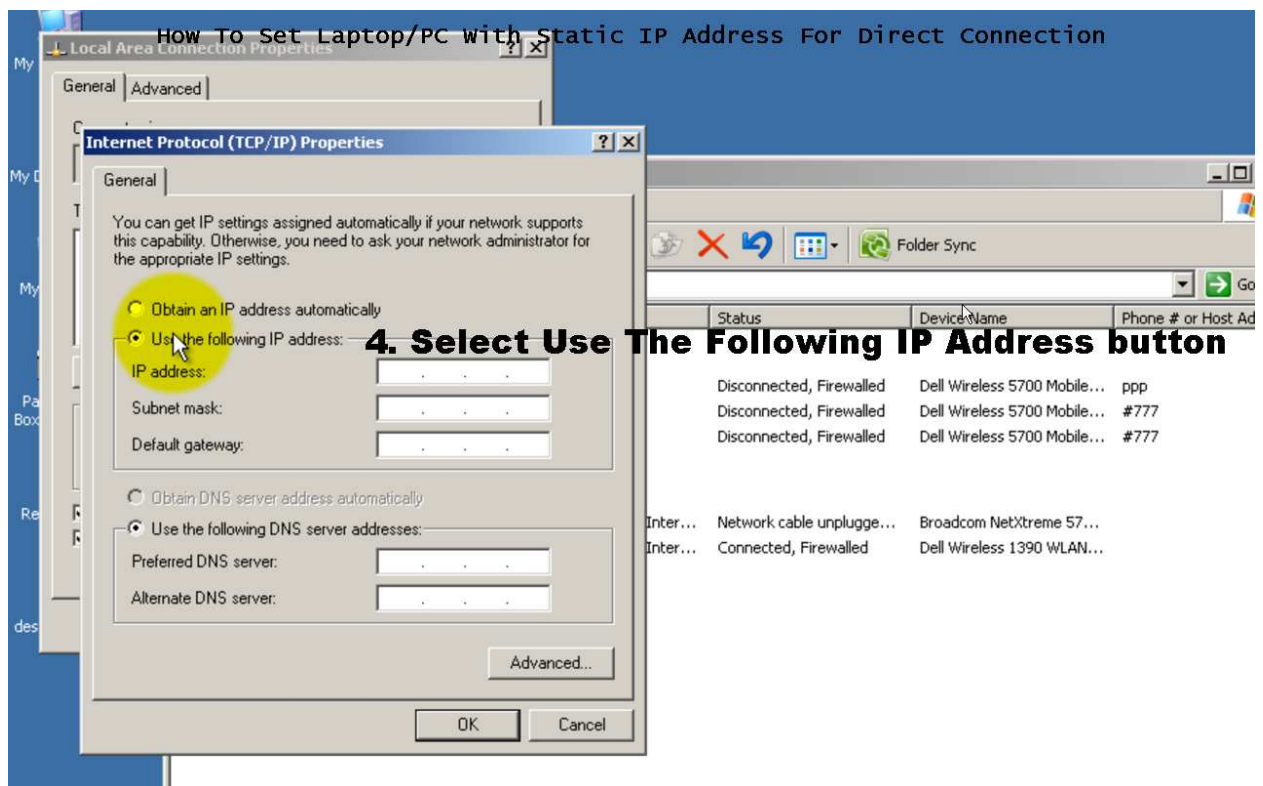 How To Set Laptop/PC With Static IP Address For Direct Connection
Local Area Connection Properties
My
General
Advanced
Internet Protocol (TCP/IP) Properties
General
My D
You can get IP settings assigned automatically if your network supports
this capability. Otherwise, you need to ask your network administrator for
the appropriate IP settings.
Folder Sync
My
Go
Obtain an IP address automatically
Status
Device Name
Phone # or Host Ad
Use the following IP address:
4. Select Use The Following IP Address button
IP address:
Disconnected, Firewalled Dell Wireless 5700 Mobile... ppp
Pa
Subnet mask:
Disconnected, Firewalled Dell Wireless 5700 Mobile... #777
Box
Default gateway:
Disconnected, Firewalled Dell Wireless 5700 Mobile... #777
Obtain DNS server address automatically
Re
Use the following DNS server addresses:
Inter... Network cable unplugge... Broadcom NetXtreme 57...
Preferred DNS server:
Inter... Connected, Firewalled Dell Wireless 1390 WLAN...
Alternate DNS server:
des
Advanced...
OK
Cancel